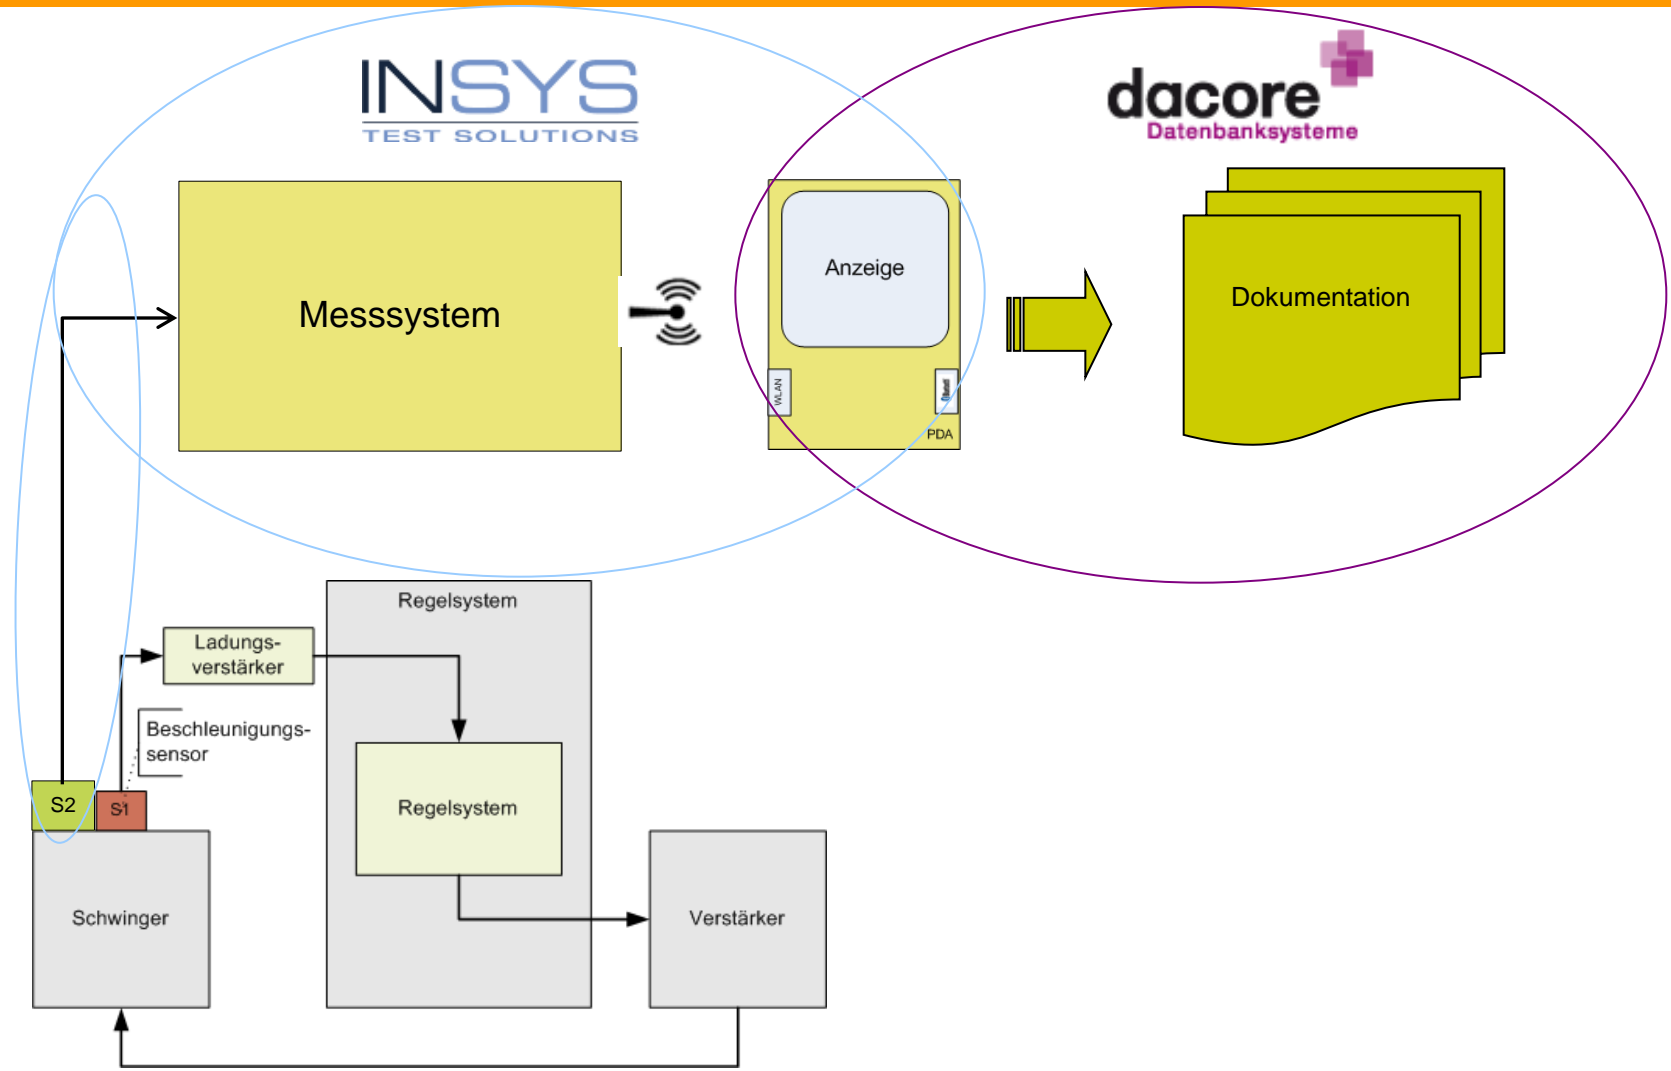 INSYS
TEST SOLUTIONS
dacore
Datenbanksysteme
Messsystem
Anzeige
WLAN
PDA
Dokumentation
Regelsystem
Ladungs-
verstärker
Beschleunigungs-
sensor
S2
S1
Regelsystem
Schwinger
Verstärker